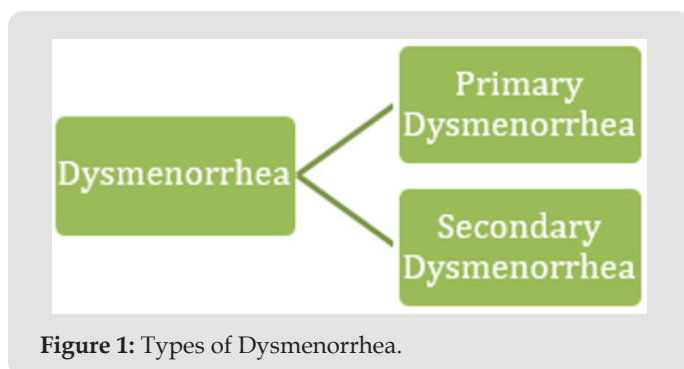 Dysmenorrhea
Primary
Dysmenorrhea
Secondary
Dysmenorrhea
Figure 1: Types of Dysmenorrhea.